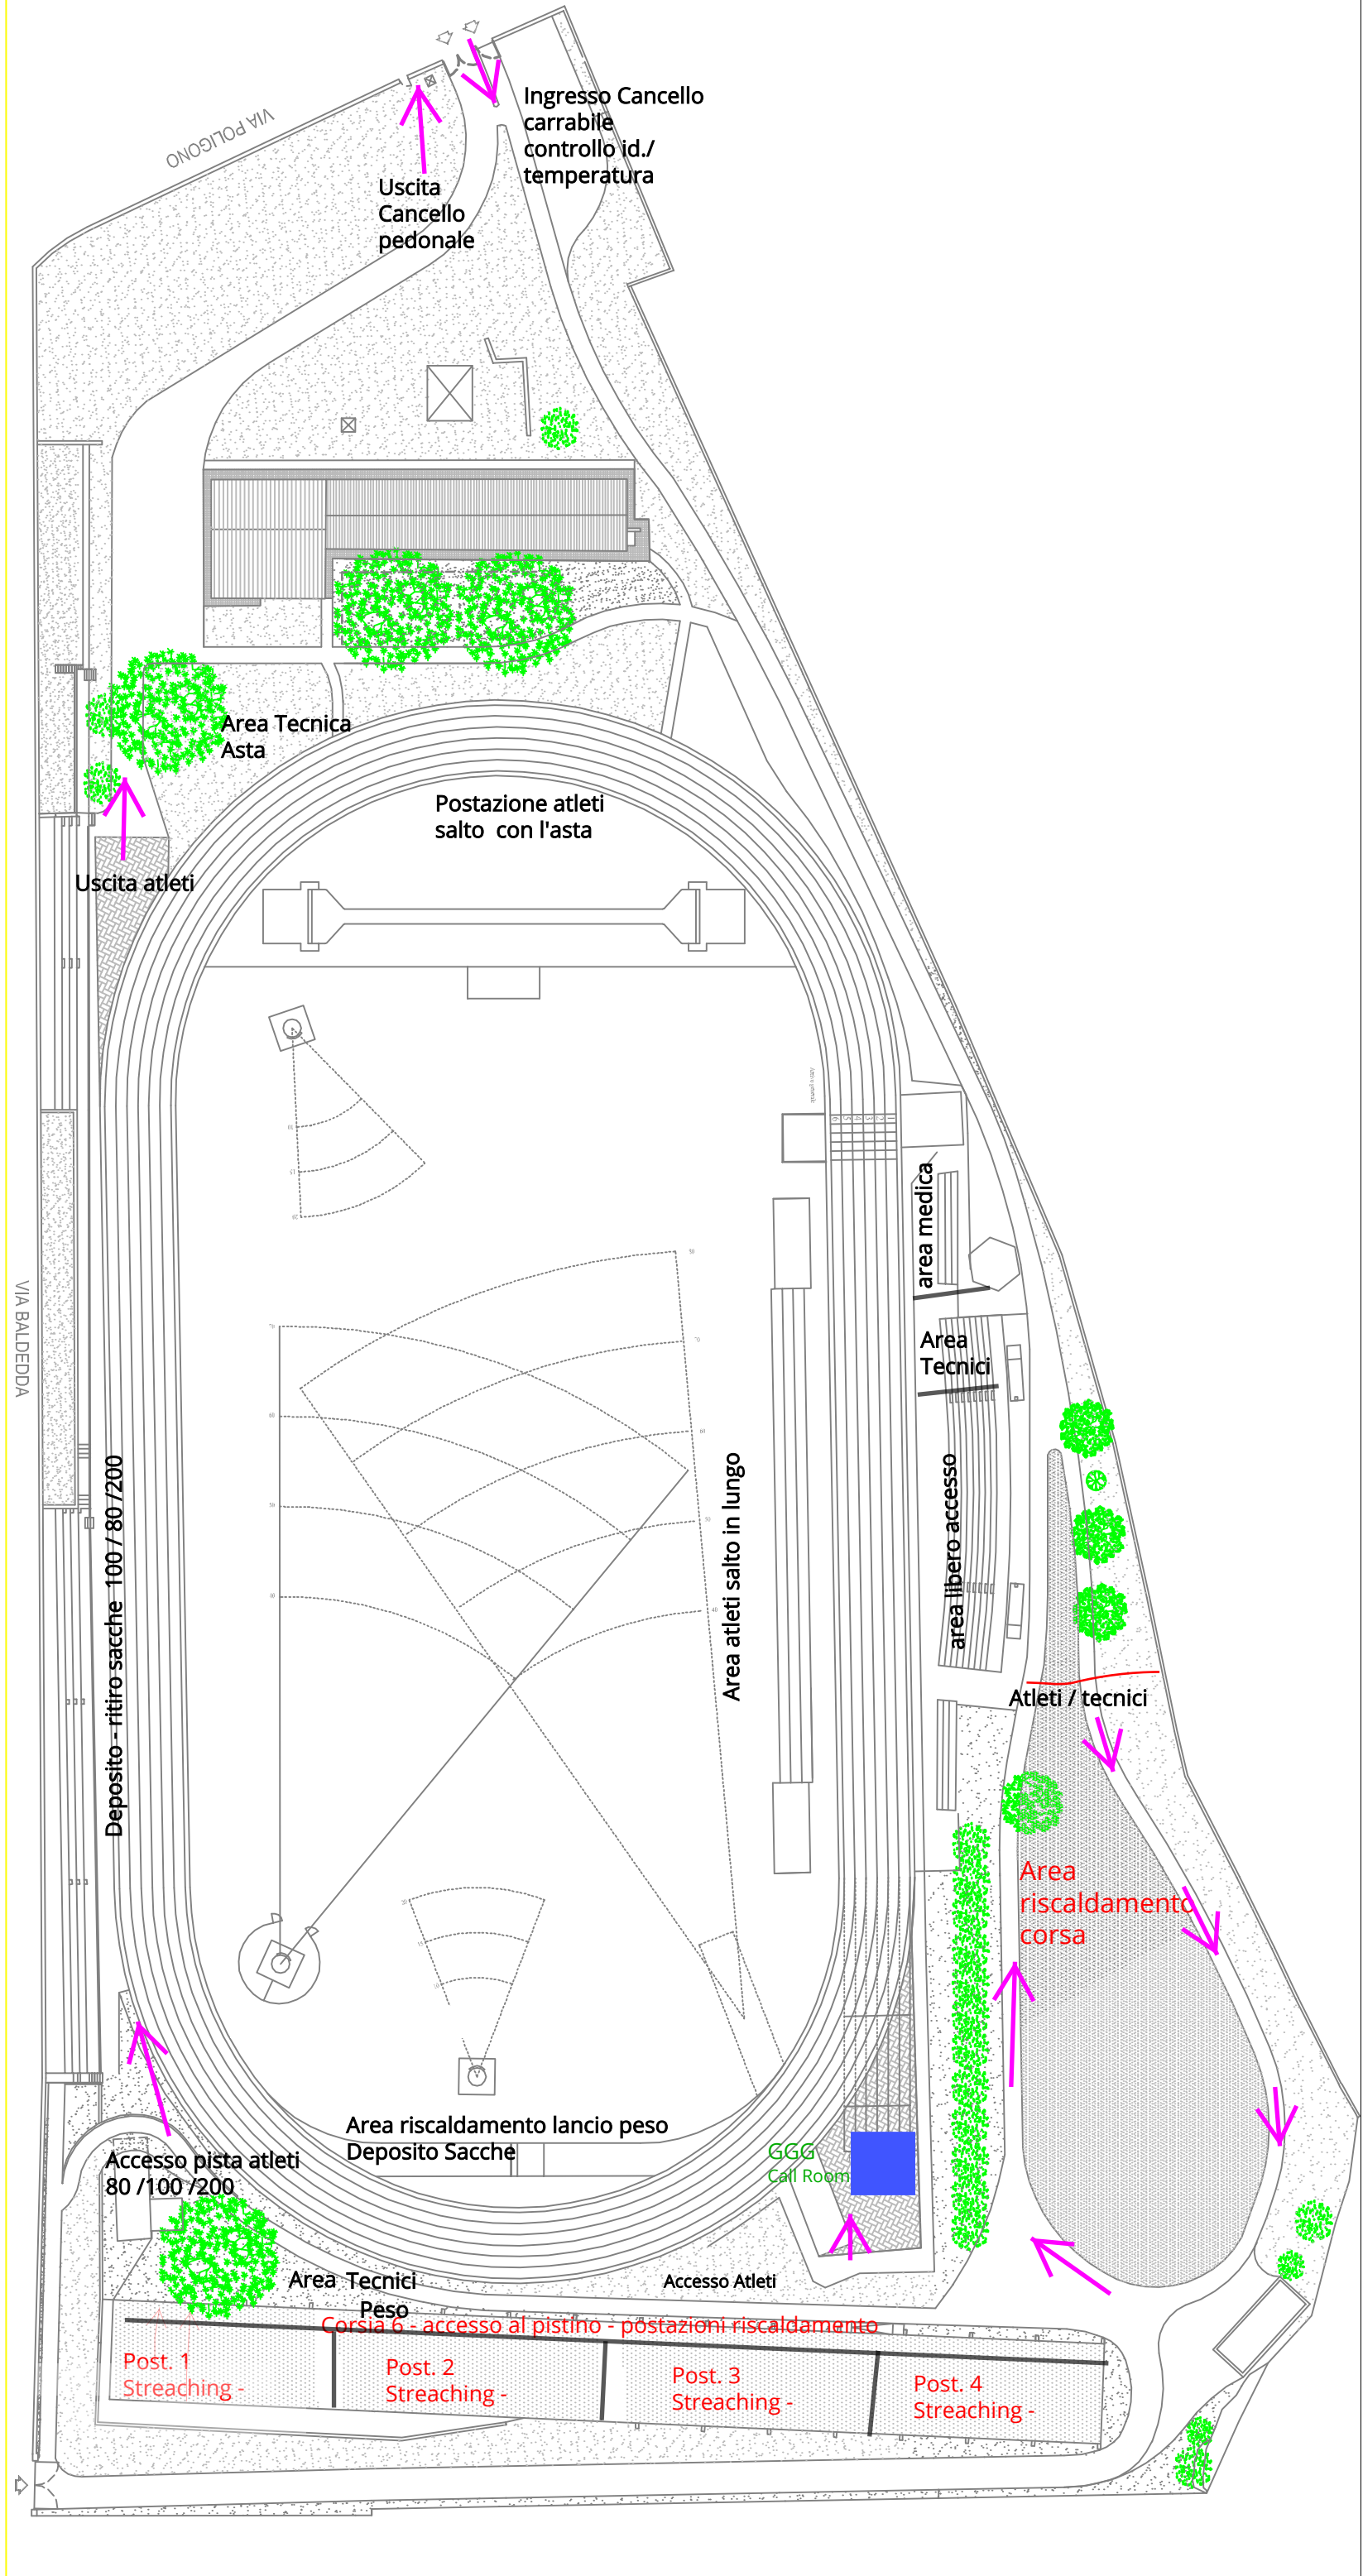 VIA POLIGONO
Ingresso Cancello
carrabile
controllo id./
temperatura
Uscita
Cancello
pedonale
Area Tecnica
Asta
Postazione atleti
salto con l'asta
Uscita atleti
area medica
Area
Tecnici
VIA BALDEDDA
Deposito - ritiro sacche 100 / 80 /200
Area atleti salto in lungo
area libero accesso
Atleti / tecnici
Area
riscaldamento
corsa
Area riscaldamento lancio peso
Deposito Sacche
GGG
Call Room
Accesso pista atleti
80 /100 /200
Area Tecnici
Peso
Accesso Atleti
Corsia 6 - accesso al pistino - postazioni riscaldamento
Post. 1
Streaching -
Post. 2
Streaching -
Post. 3
Streaching -
Post. 4
Streaching -